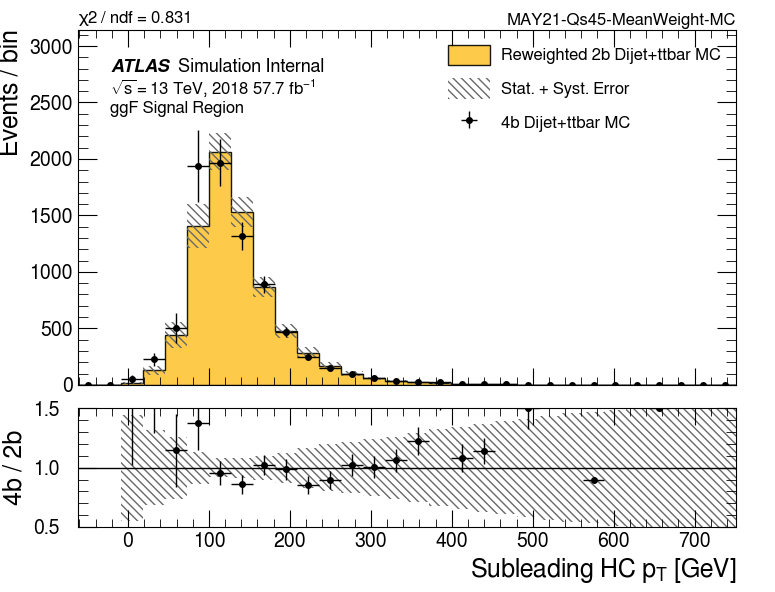 χ² / ndf = 0.831
MAY21-Qs45-MeanWeight-MC
Events / bin
3000
2500
2000
1500
1000
500
0
ATLAS Simulation Internal
√s = 13 TeV, 2018 57.7 fb⁻¹
ggF Signal Region
Reweighted 2b Dijet+ttbar MC
Stat. + Syst. Error
4b Dijet+ttbar MC
4b / 2b
1.5
1.0
0.5
0 100 200 300 400 500 600 700
Subleading HC p_T [GeV]